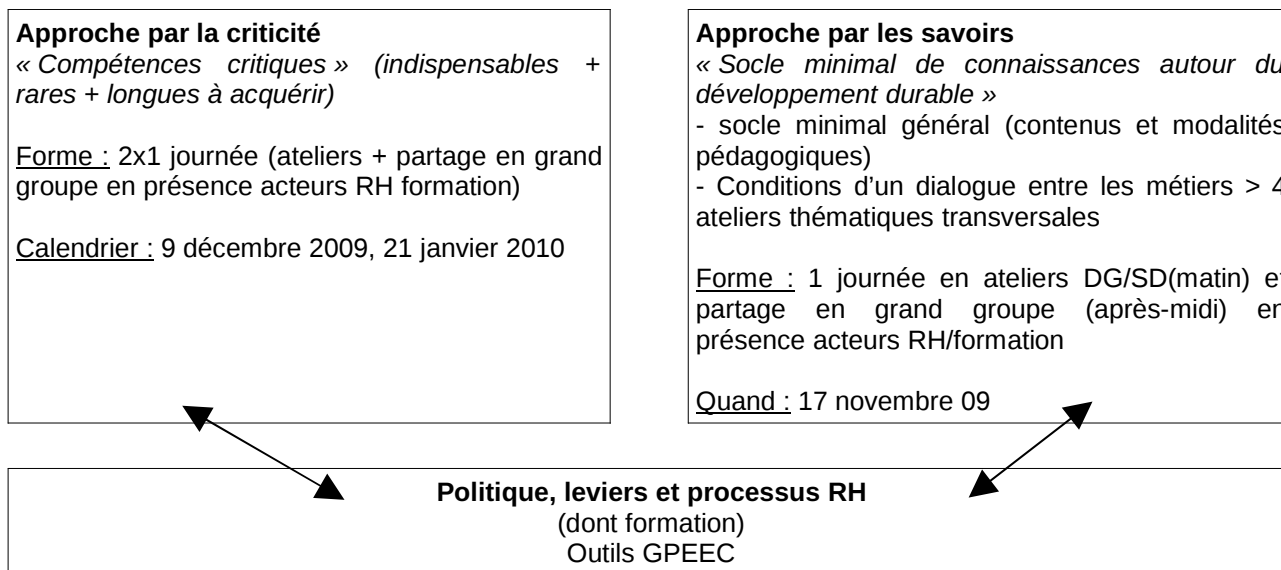 Approche par la criticité
« Compétences critiques » (indispensables +
rares + longues à acquérir)
Forme : 2x1 journée (ateliers + partage en grand
groupe en présence acteurs RH formation)
Calendrier : 9 décembre 2009, 21 janvier 2010
Approche par les savoirs
« Socle minimal de connaissances autour du
développement durable »
- socle minimal général (contenus et modalités
pédagogiques)
- Conditions d’un dialogue entre les métiers > 4
ateliers thématiques transversales
Forme : 1 journée en ateliers DG/SD(matin) et
partage en grand groupe (après-midi) en
présence acteurs RH/formation
Quand : 17 novembre 09
Politique, leviers et processus RH
(dont formation)
Outils GPEEC